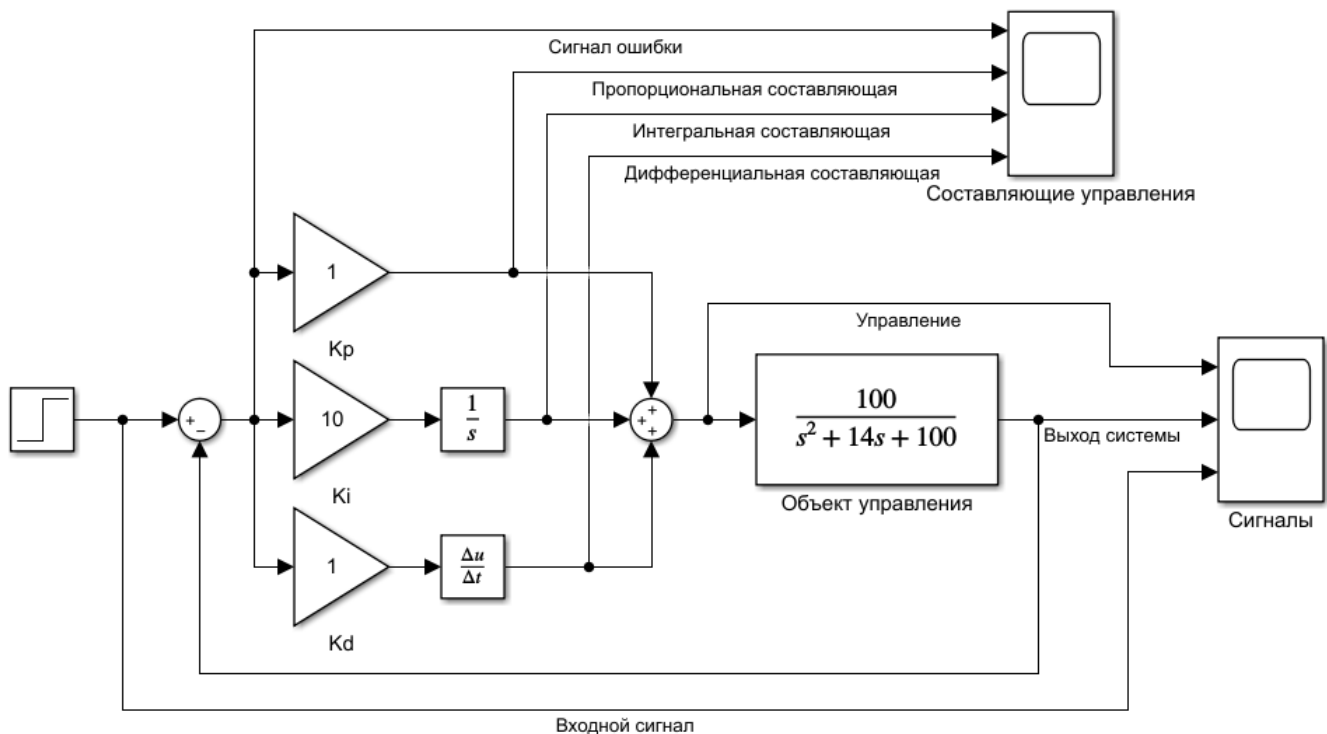 Сигнал ошибки
Пропорциональная составляющая
Интегральная составляющая
Дифференциальная составляющая
Составляющие управления
1
Kp
Управление
10
1
s
+
−
+
+
+
100
s² + 14s + 100
Выход системы
Ki
Объект управления
Сигналы
1
Δu
Δt
Kd
Входной сигнал